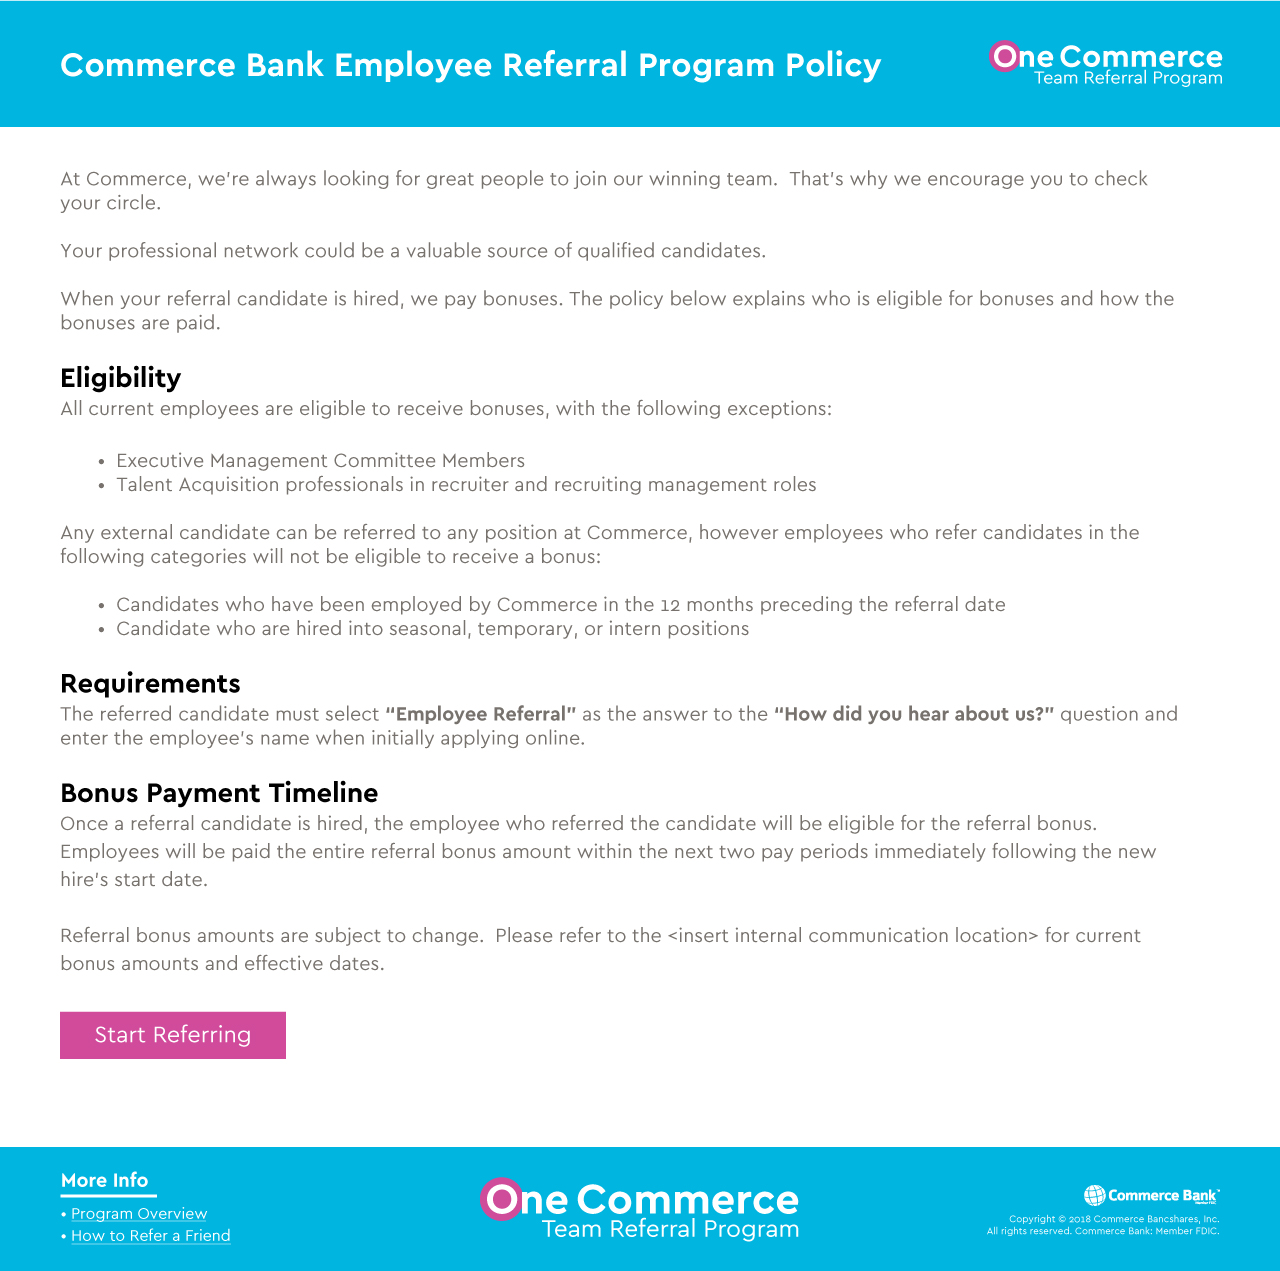 Commerce Bank Employee Referral Program Policy
One Commerce
Team Referral Program
At Commerce, we're always looking for great people to join our winning team.  That's why we encourage you to check
your circle.
Your professional network could be a valuable source of qualified candidates.
When your referral candidate is hired, we pay bonuses. The policy below explains who is eligible for bonuses and how the
bonuses are paid.
Eligibility
All current employees are eligible to receive bonuses, with the following exceptions:
• Executive Management Committee Members
• Talent Acquisition professionals in recruiter and recruiting management roles
Any external candidate can be referred to any position at Commerce, however employees who refer candidates in the
following categories will not be eligible to receive a bonus:
• Candidates who have been employed by Commerce in the 12 months preceding the referral date
• Candidate who are hired into seasonal, temporary, or intern positions
Requirements
The referred candidate must select “Employee Referral” as the answer to the “How did you hear about us?” question and
enter the employee's name when initially applying online.
Bonus Payment Timeline
Once a referral candidate is hired, the employee who referred the candidate will be eligible for the referral bonus.
Employees will be paid the entire referral bonus amount within the next two pay periods immediately following the new
hire's start date.
Referral bonus amounts are subject to change.  Please refer to the <insert internal communication location> for current
bonus amounts and effective dates.
Start Referring
More Info
• Program Overview
• How to Refer a Friend
One Commerce
Team Referral Program
Commerce Bank™
Member FDIC
Copyright © 2018 Commerce Bancshares, Inc.
All rights reserved. Commerce Bank: Member FDIC.